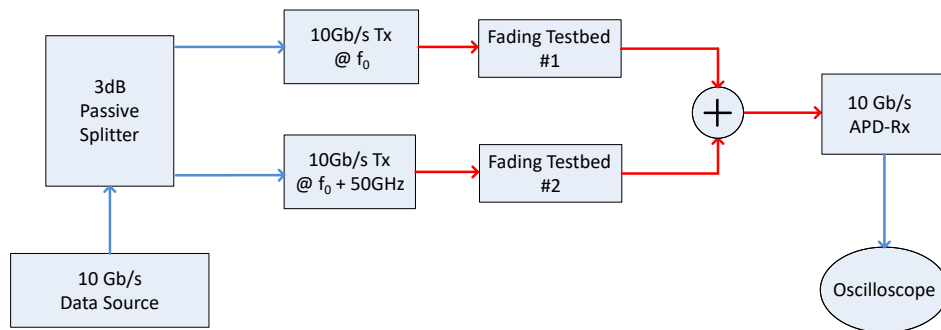 3dB
Passive
Splitter
10Gb/s Tx
@ f₀
Fading Testbed
#1
+
10 Gb/s
APD-Rx
10Gb/s Tx
@ f₀ + 50GHz
Fading Testbed
#2
10 Gb/s
Data Source
Oscilloscope